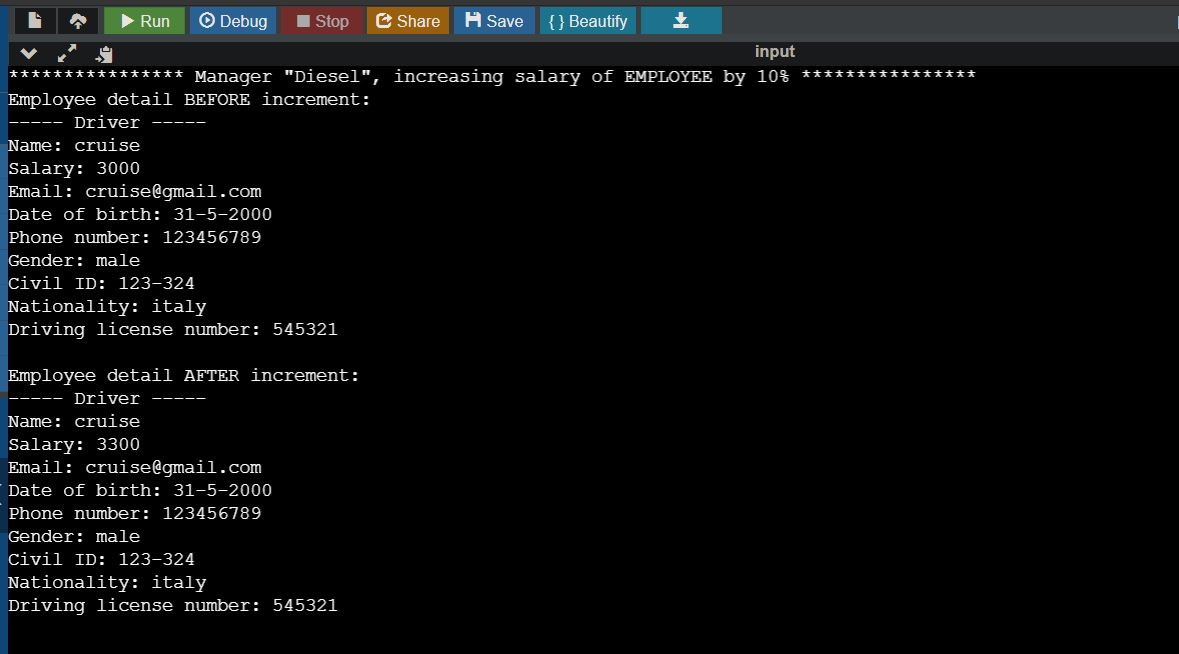 Run Debug Stop Share Save { } Beautify
input
**************** Manager "Diesel", increasing salary of EMPLOYEE by 10% ****************
Employee detail BEFORE increment:
----- Driver -----
Name: cruise
Salary: 3000
Email: cruise@gmail.com
Date of birth: 31-5-2000
Phone number: 123456789
Gender: male
Civil ID: 123-324
Nationality: italy
Driving license number: 545321
Employee detail AFTER increment:
----- Driver -----
Name: cruise
Salary: 3300
Email: cruise@gmail.com
Date of birth: 31-5-2000
Phone number: 123456789
Gender: male
Civil ID: 123-324
Nationality: italy
Driving license number: 545321